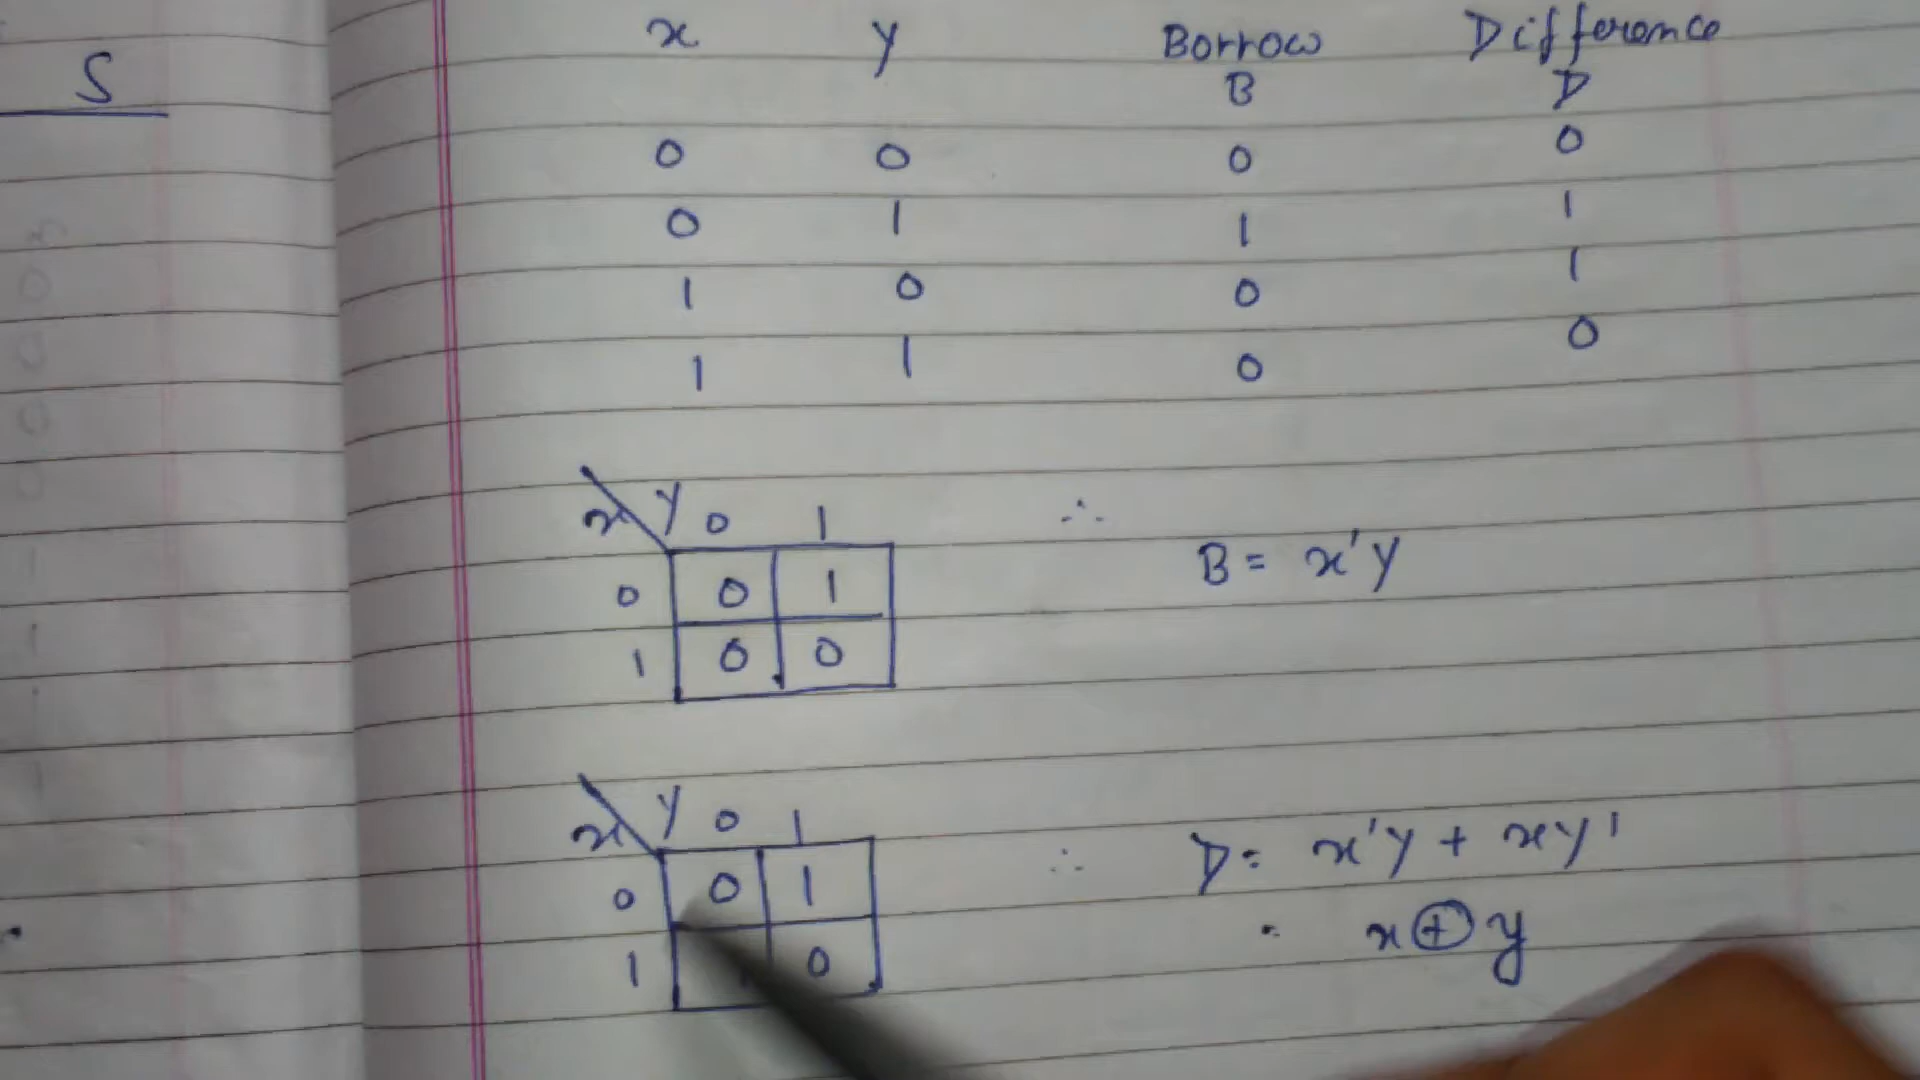 S
x y Borrow Difference
B D
0 0 0 0
0 1 1 1
1 0 0 1
1 1 0 0
x y 0 1
0 0 1
1 0 0
∴ B = x'y
x y 0 1
0 0 1
1 0
∴ D = x'y + xy'
= x ⊕ y